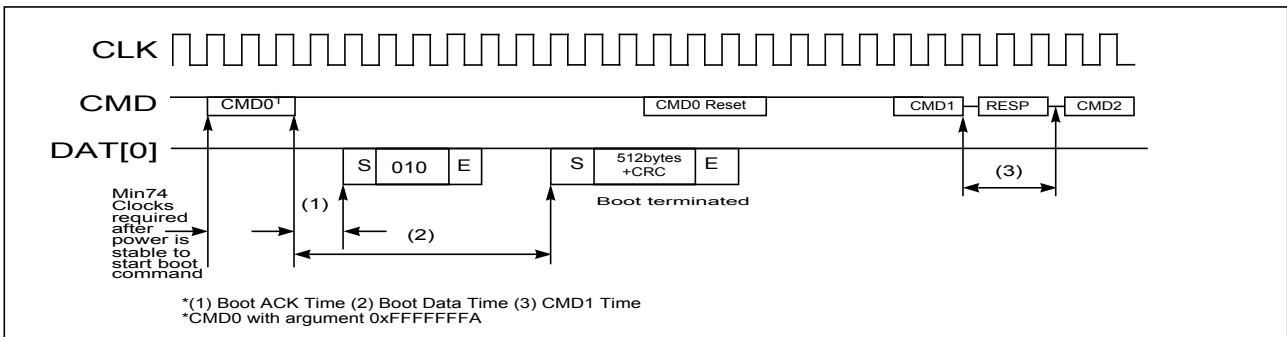 CLK
CMD
CMD0¹
CMD0 Reset
CMD1
RESP
CMD2
DAT[0]
S
010
E
S
512bytes
+CRC
E
Boot terminated
(1)
(2)
(3)
Min74
Clocks
required
after
power is
stable to
start boot
command
*(1) Boot ACK Time (2) Boot Data Time (3) CMD1 Time
*CMD0 with argument 0xFFFFFFFA